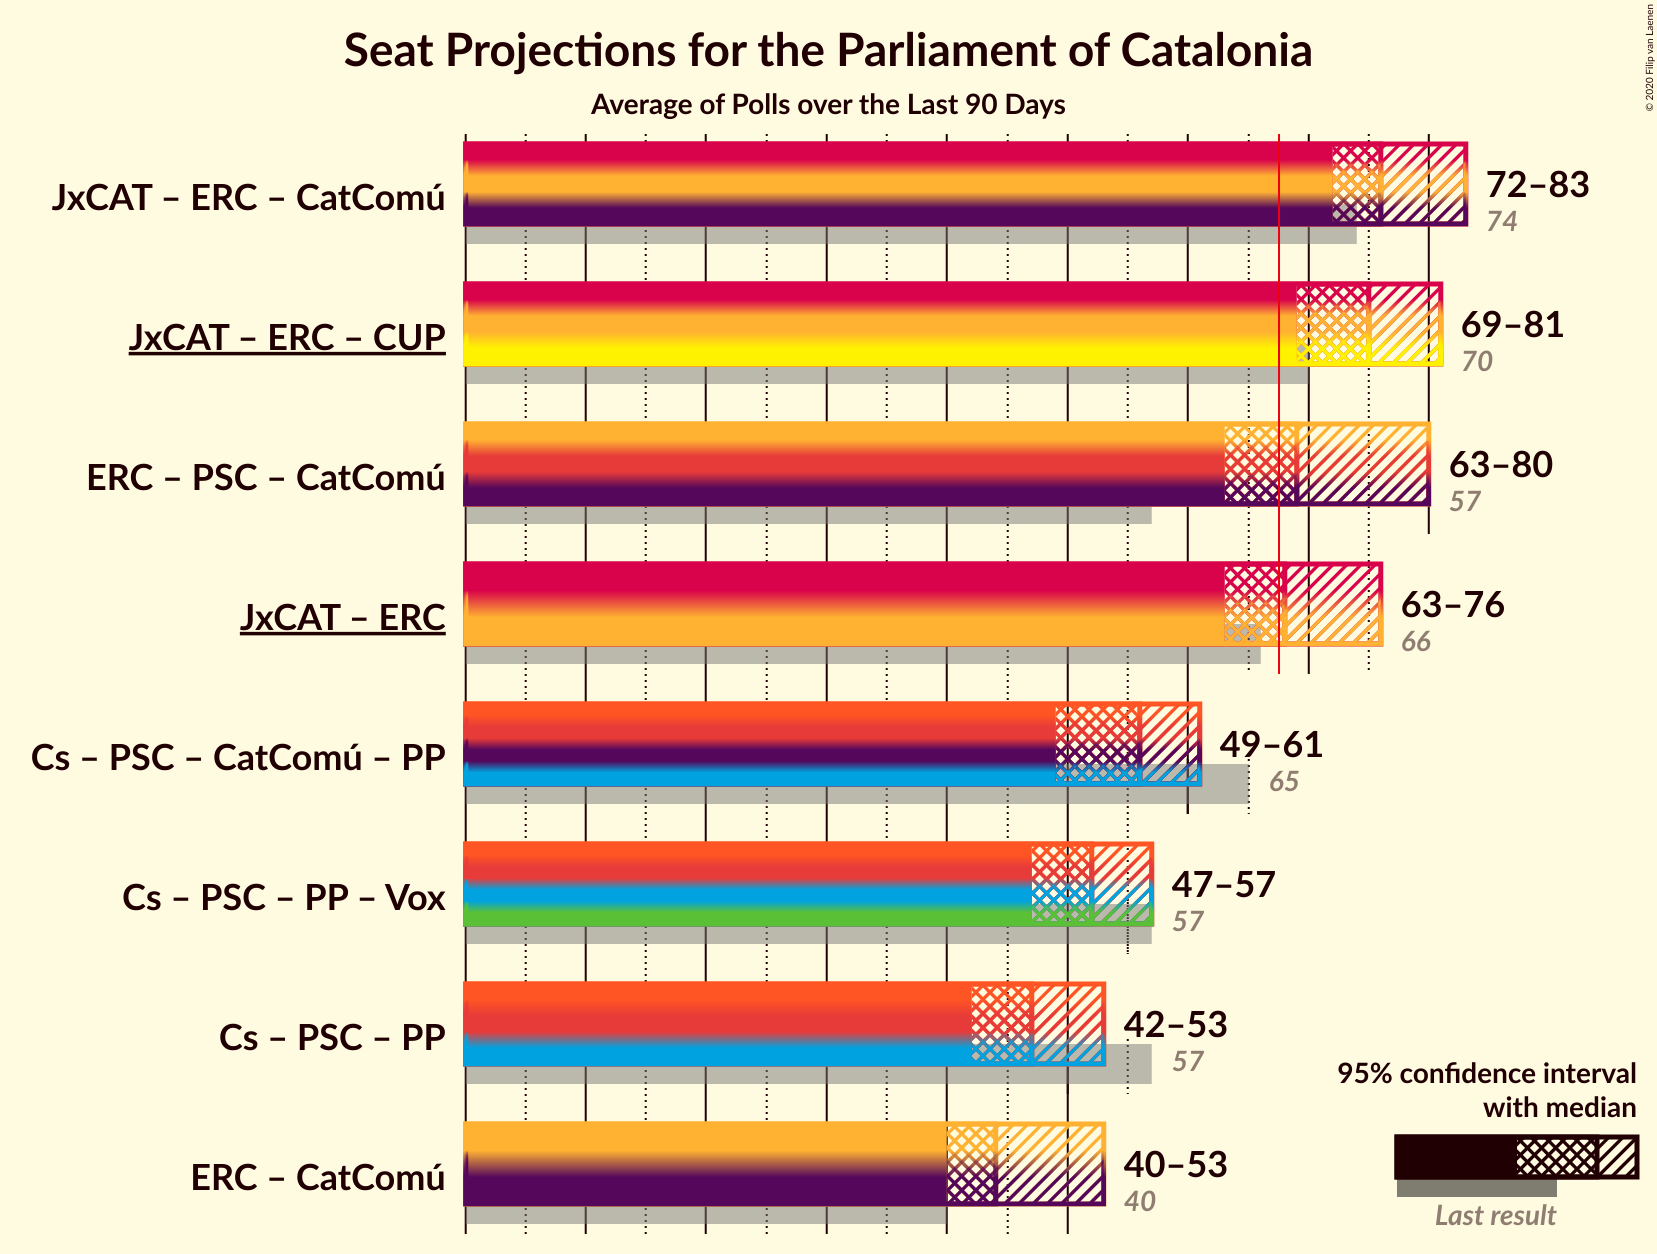 Seat Projections for the Parliament of Catalonia
Average of Polls over the Last 90 Days
© 2020 Filip van Laenen
JxCAT – ERC – CatComú
72–83
74
JxCAT – ERC – CUP
69–81
70
ERC – PSC – CatComú
63–80
57
JxCAT – ERC
63–76
66
Cs – PSC – CatComú – PP
49–61
65
Cs – PSC – PP – Vox
47–57
57
Cs – PSC – PP
42–53
57
ERC – CatComú
40–53
40
95% confidence interval
with median
Last result